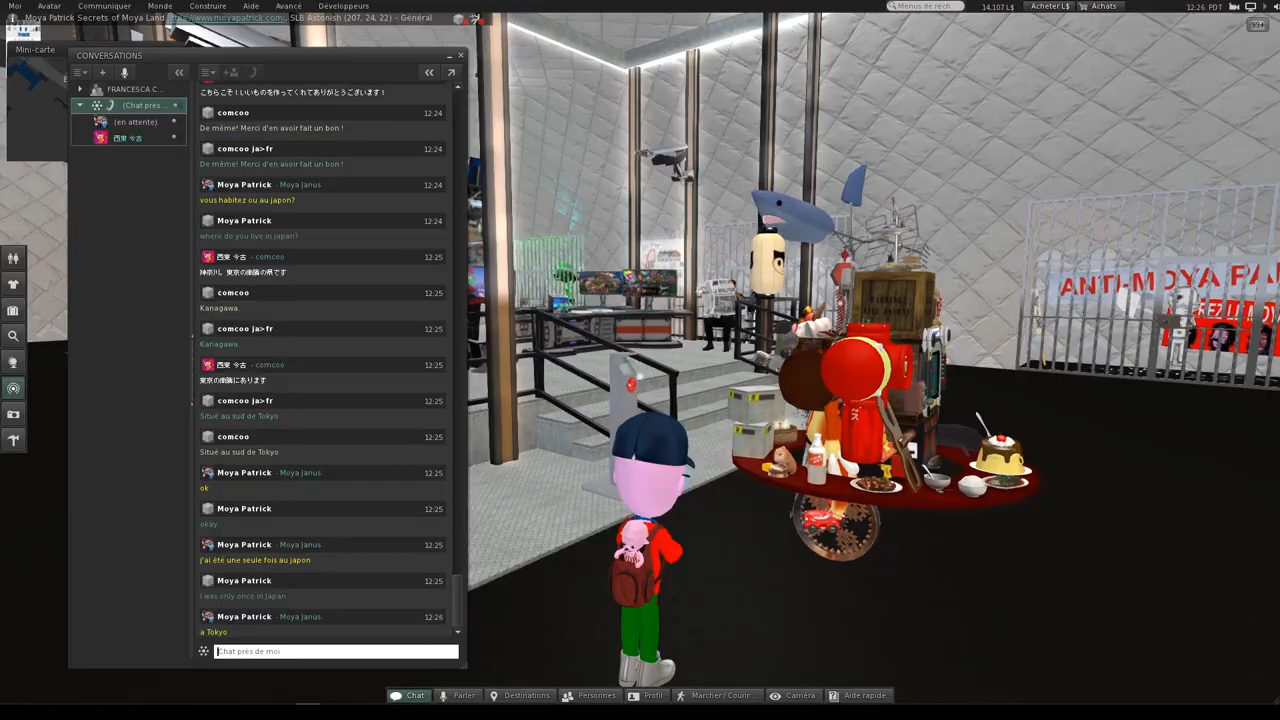 Moi Avatar Communiquer Monde Construire Aide Avancé Développeurs
Menus de rech 14,107 L$ Acheter L$ Achats 12:26 PDT
Moya Patrick Secrets of Moya Land https://www.moyapatrick.com/, SLB Astonish (207, 24, 22) - Général
99+
Mini-carte
CONVERSATIONS
FRANCESCA C...
(Chat près ...
(en attente)
西東 今古
こちらこそ！いいものを作ってくれてありがとうございます！
comcoo 12:24
De même! Merci d'en avoir fait un bon !
comcoo ja>fr 12:24
De même! Merci d'en avoir fait un bon !
Moya Patrick - Moya Janus 12:24
vous habitez ou au japon?
Moya Patrick 12:24
where do you live in japan?
西東 今古 - comcoo 12:25
神奈川。東京の南隣の県です
comcoo 12:25
Kanagawa.
comcoo ja>fr 12:25
Kanagawa.
西東 今古 - comcoo 12:25
東京の南隣にあります
comcoo ja>fr 12:25
Situé au sud de Tokyo
comcoo 12:25
Situé au sud de Tokyo
Moya Patrick - Moya Janus 12:25
ok
Moya Patrick 12:25
okay
Moya Patrick - Moya Janus 12:25
j'ai été une seule fois au japon
Moya Patrick 12:25
I was only once in Japan
Moya Patrick - Moya Janus 12:26
a Tokyo
Chat près de moi
ANTI-MOYA
Chat Parler Destinations Personnes Profil Marcher / Courir... Caméra Aide rapide